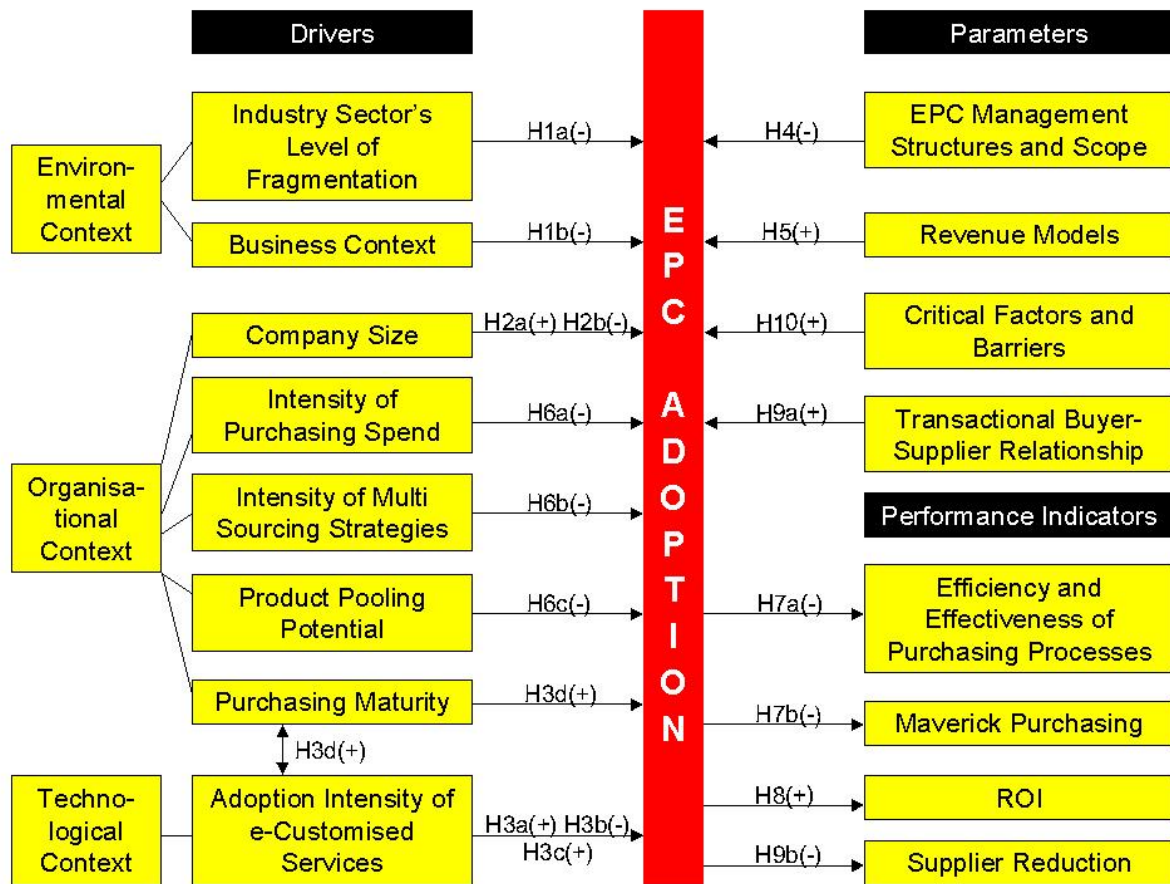 Drivers
Parameters
Environ-
mental
Context
Industry Sector's
Level of
Fragmentation
H1a(-)
Business Context
H1b(-)
Organisa-
tional
Context
Company Size
H2a(+) H2b(-)
Intensity of
Purchasing Spend
H6a(-)
Intensity of Multi
Sourcing Strategies
H6b(-)
Product Pooling
Potential
H6c(-)
Purchasing Maturity
H3d(+)
H3d(+)
Techno-
logical
Context
Adoption Intensity of
e-Customised
Services
H3a(+) H3b(-)
H3c(+)
EPC ADOPTION
H4(-)
EPC Management
Structures and Scope
H5(+)
Revenue Models
H10(+)
Critical Factors and
Barriers
H9a(+)
Transactional Buyer-
Supplier Relationship
Performance Indicators
H7a(-)
Efficiency and
Effectiveness of
Purchasing Processes
H7b(-)
Maverick Purchasing
H8(+)
ROI
H9b(-)
Supplier Reduction